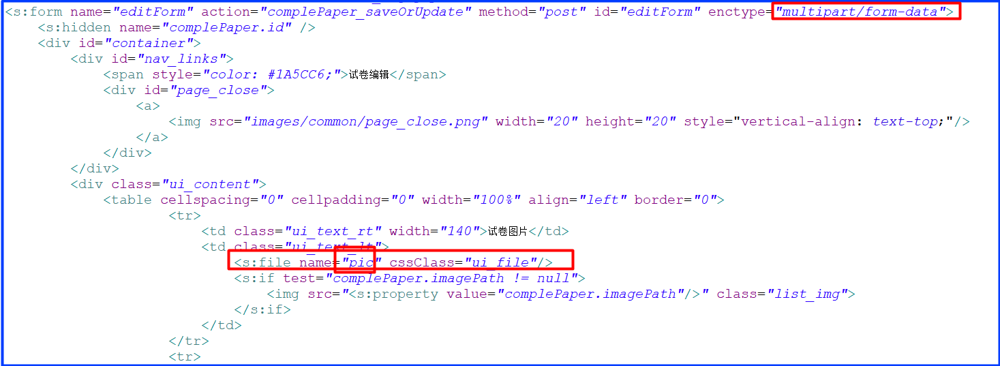 <s:form name="editForm" action="complePaper_saveOrUpdate" method="post" id="editForm" enctype="multipart/form-data">
<s:hidden name="complePaper.id" />
<div id="container">
<div id="nav_links">
<span style="color: #1A5CC6;">试卷编辑</span>
<div id="page_close">
<a>
<img src="images/common/page_close.png" width="20" height="20" style="vertical-align: text-top;"/>
</a>
</div>
</div>
<div class="ui_content">
<table cellspacing="0" cellpadding="0" width="100%" align="left" border="0">
<tr>
<td class="ui_text_rt" width="140">试卷图片</td>
<td class="ui_text_lt">
<s:file name="pic" cssClass="ui_file"/>
<s:if test="complePaper.imagePath != null">
<img src="<s:property value="complePaper.imagePath"/>" class="list_img">
</s:if>
</td>
</tr>
<tr>